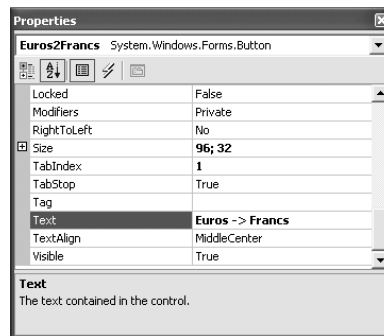 Properties
Euros2Francs System.Windows.Forms.Button
Locked False
Modifiers Private
RightToLeft No
Size 96; 32
TabIndex 1
TabStop True
Tag
Text Euros -> Francs
TextAlign MiddleCenter
Visible True
Text
The text contained in the control.